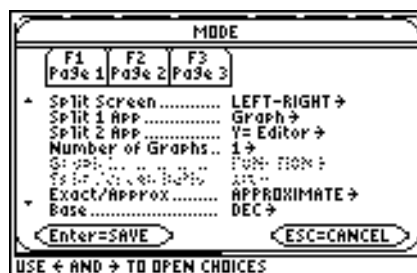 MODE
F1 F2 F3
Page 1 Page 2 Page 3
Split Screen ............ LEFT-RIGHT →
Split 1 App ............. Graph →
Split 2 App ............. Y= Editor →
Number of Graphs .. 1 →
Exact/Approx ......... APPROXIMATE →
Base ....................... DEC →
Enter=SAVE ESC=CANCEL
USE ← AND → TO OPEN CHOICES